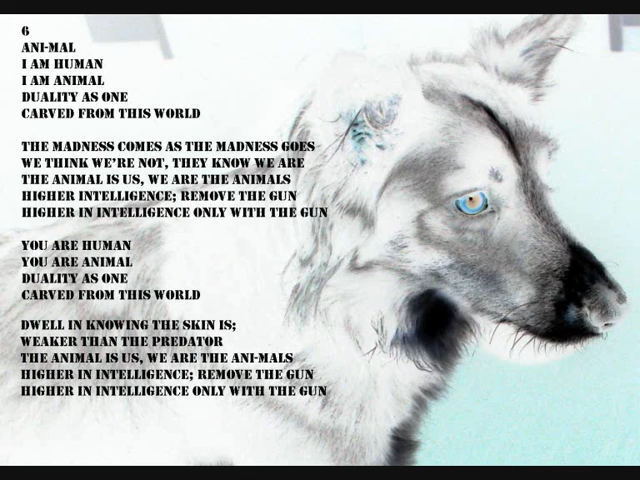 6
ANI-MAL
I AM HUMAN
I AM ANIMAL
DUALITY AS ONE
CARVED FROM THIS WORLD
THE MADNESS COMES AS THE MADNESS GOES
WE THINK WE'RE NOT, THEY KNOW WE ARE
THE ANIMAL IS US, WE ARE THE ANIMALS
HIGHER INTELLIGENCE; REMOVE THE GUN
HIGHER IN INTELLIGENCE ONLY WITH THE GUN
YOU ARE HUMAN
YOU ARE ANIMAL
DUALITY AS ONE
CARVED FROM THIS WORLD
DWELL IN KNOWING THE SKIN IS;
WEAKER THAN THE PREDATOR
THE ANIMAL IS US, WE ARE THE ANI-MALS
HIGHER IN INTELLIGENCE; REMOVE THE GUN
HIGHER IN INTELLIGENCE ONLY WITH THE GUN